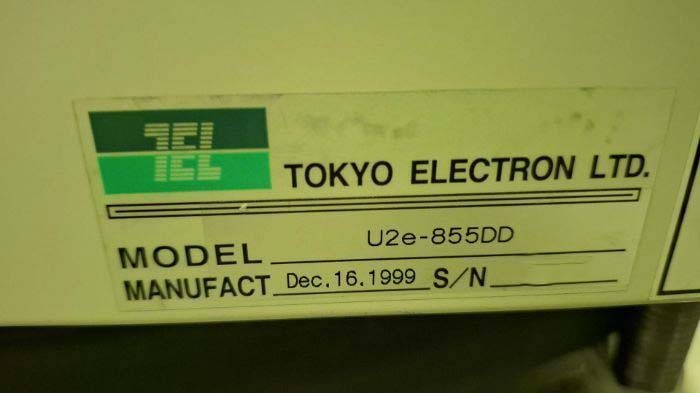 TEL
TOKYO ELECTRON LTD.
MODEL U2e-855DD
MANUFACT Dec.16.1999 S/N